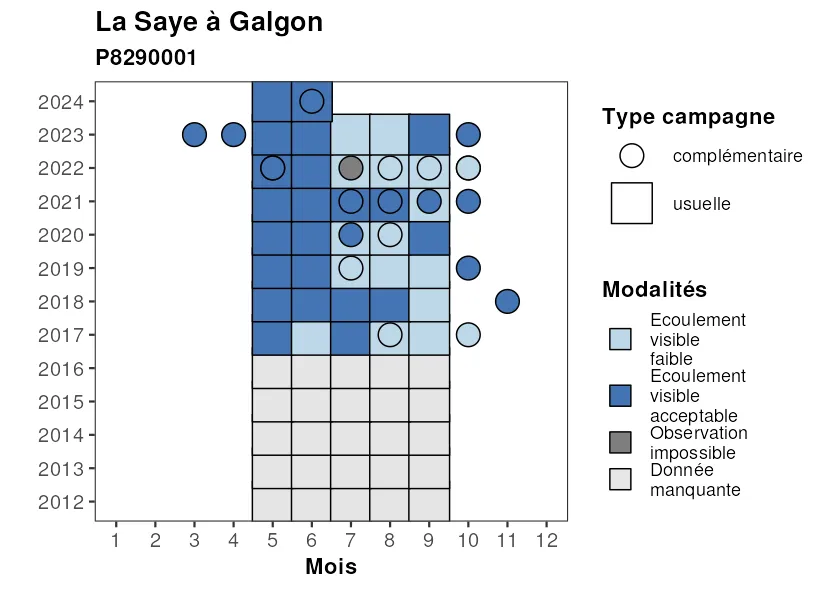 La Saye à Galgon
P8290001
2024
2023
2022
2021
2020
2019
2018
2017
2016
2015
2014
2013
2012
1 2 3 4 5 6 7 8 9 10 11 12
Mois
Type campagne
complémentaire
usuelle
Modalités
Ecoulement
visible
faible
Ecoulement
visible
acceptable
Observation
impossible
Donnée
manquante